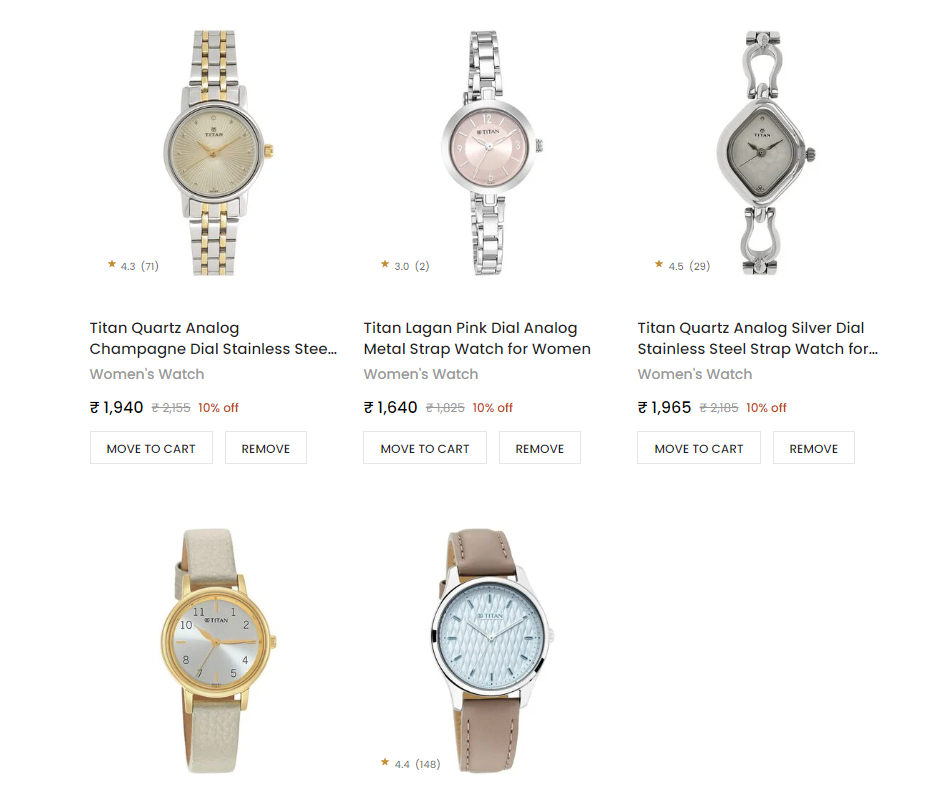 TITAN
TITAN
TITAN
★ 4.3 (71)
★ 3.0 (2)
★ 4.5 (29)
Titan Quartz Analog
Champagne Dial Stainless Stee...
Women's Watch
₹ 1,940 ₹ 2,155 10% off
MOVE TO CART REMOVE
Titan Lagan Pink Dial Analog
Metal Strap Watch for Women
Women's Watch
₹ 1,640 ₹ 1,825 10% off
MOVE TO CART REMOVE
Titan Quartz Analog Silver Dial
Stainless Steel Strap Watch for...
Women's Watch
₹ 1,965 ₹ 2,185 10% off
MOVE TO CART REMOVE
11 1
TITAN
10 2
8 4
7 5
TITAN
★ 4.4 (148)